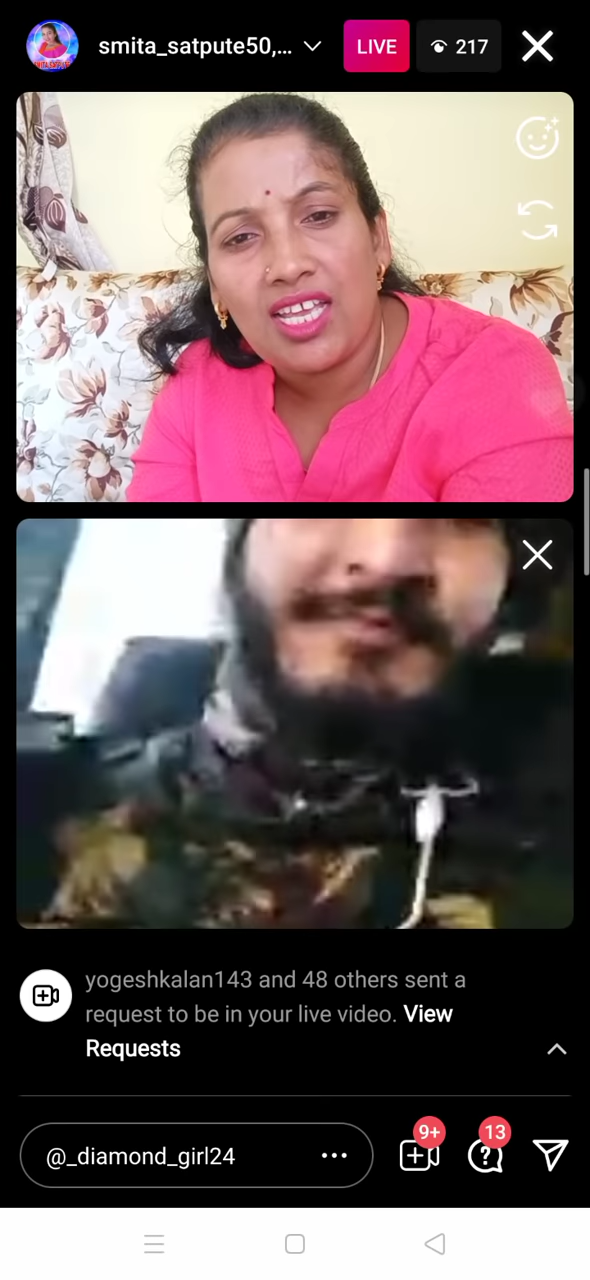 smita_satpute50,... LIVE 217
yogeshkalan143 and 48 others sent a
request to be in your live video. View
Requests
@_diamond_girl24 9+ 13